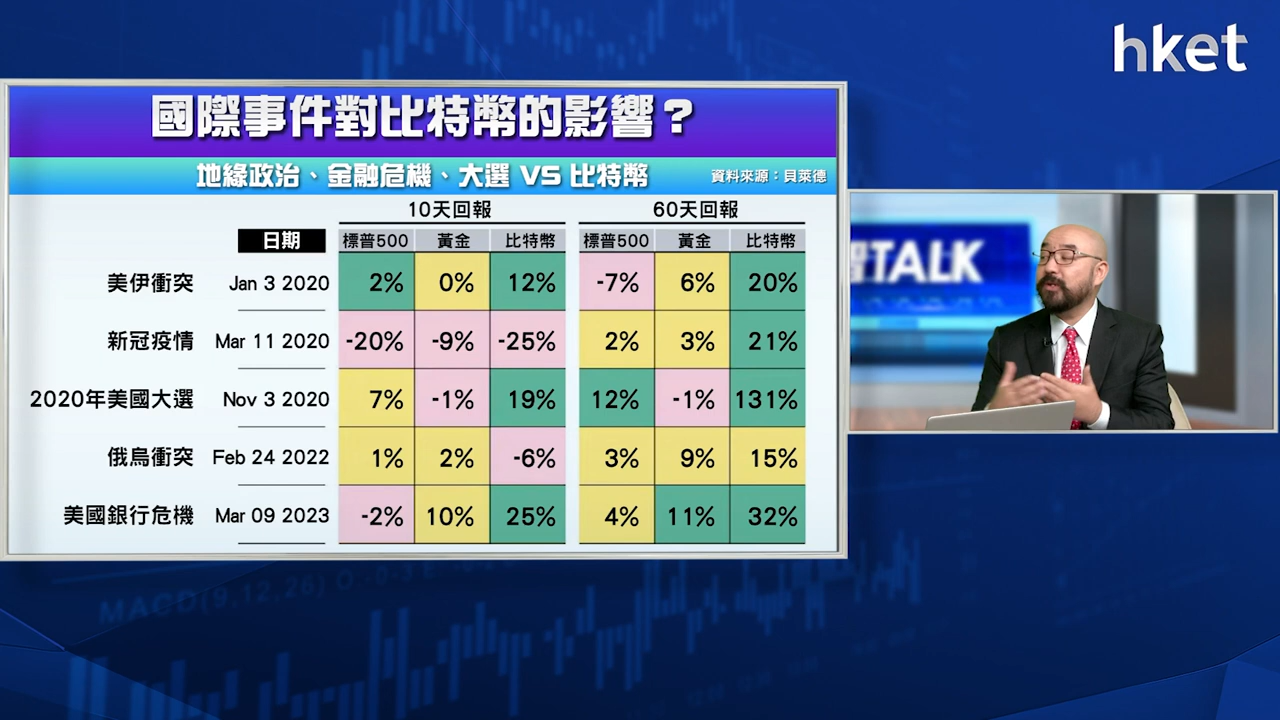 hket
國際事件對比特幣的影響？
地緣政治、金融危機、大選 VS 比特幣 資料來源：貝萊德
10天回報 60天回報
日期 標普500 黃金 比特幣 標普500 黃金 比特幣
美伊衝突 Jan 3 2020 2% 0% 12% -7% 6% 20%
新冠疫情 Mar 11 2020 -20% -9% -25% 2% 3% 21%
2020年美國大選 Nov 3 2020 7% -1% 19% 12% -1% 131%
俄烏衝突 Feb 24 2022 1% 2% -6% 3% 9% 15%
美國銀行危機 Mar 09 2023 -2% 10% 25% 4% 11% 32%
TALK
MACD(9,12,26)